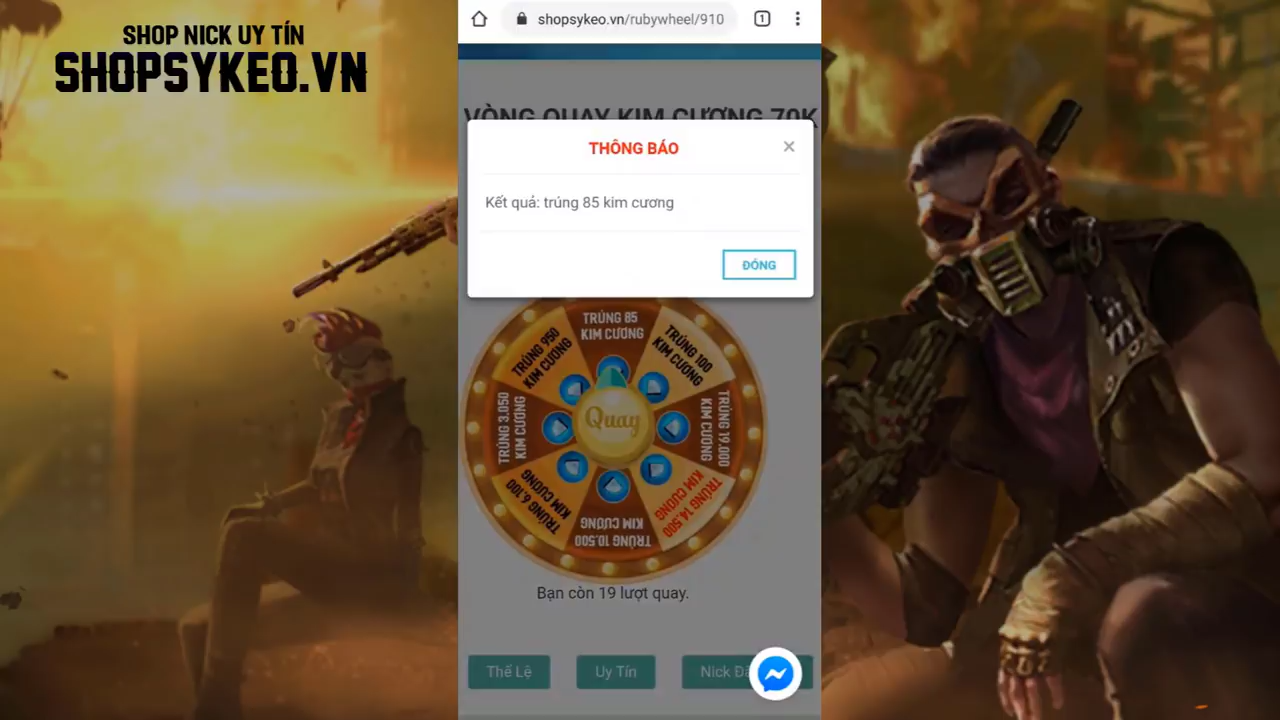 SHOP NICK UY TÍN
SHOPSYKEO.VN
shopsykeo.vn/rubywheel/910
1
VÒNG QUAY KIM CƯƠNG 70K
THÔNG BÁO
×
Kết quả: trúng 85 kim cương
ĐÓNG
TRÚNG 85
KIM CƯƠNG
TRÚNG 100
KIM CƯƠNG
TRÚNG 19.000
KIM CƯƠNG
TRÚNG 14.500
KIM CƯƠNG
TRÚNG 10.500
KIM CƯƠNG
TRÚNG 6.100
KIM CƯƠNG
TRÚNG 3.050
KIM CƯƠNG
TRÚNG 950
KIM CƯƠNG
Quay
Bạn còn 19 lượt quay.
Thể Lệ
Uy Tín
Nick